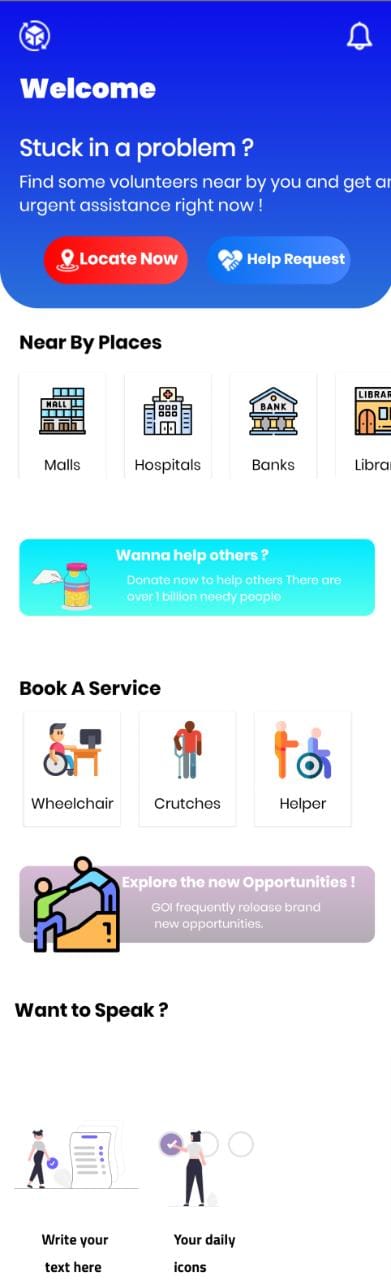 Welcome
Stuck in a problem ?
Find some volunteers near by you and get ar
urgent assistance right now !
Locate Now
Help Request
Near By Places
MALL
BANK
LIBRAR
Malls
Hospitals
Banks
Librar
Wanna help others ?
Donate now to help others There are
over 1 billion needy people
Book A Service
Wheelchair
Crutches
Helper
Explore the new Opportunities !
GOI frequently release brand
new opportunities.
Want to Speak ?
Write your
text here
Your daily
icons